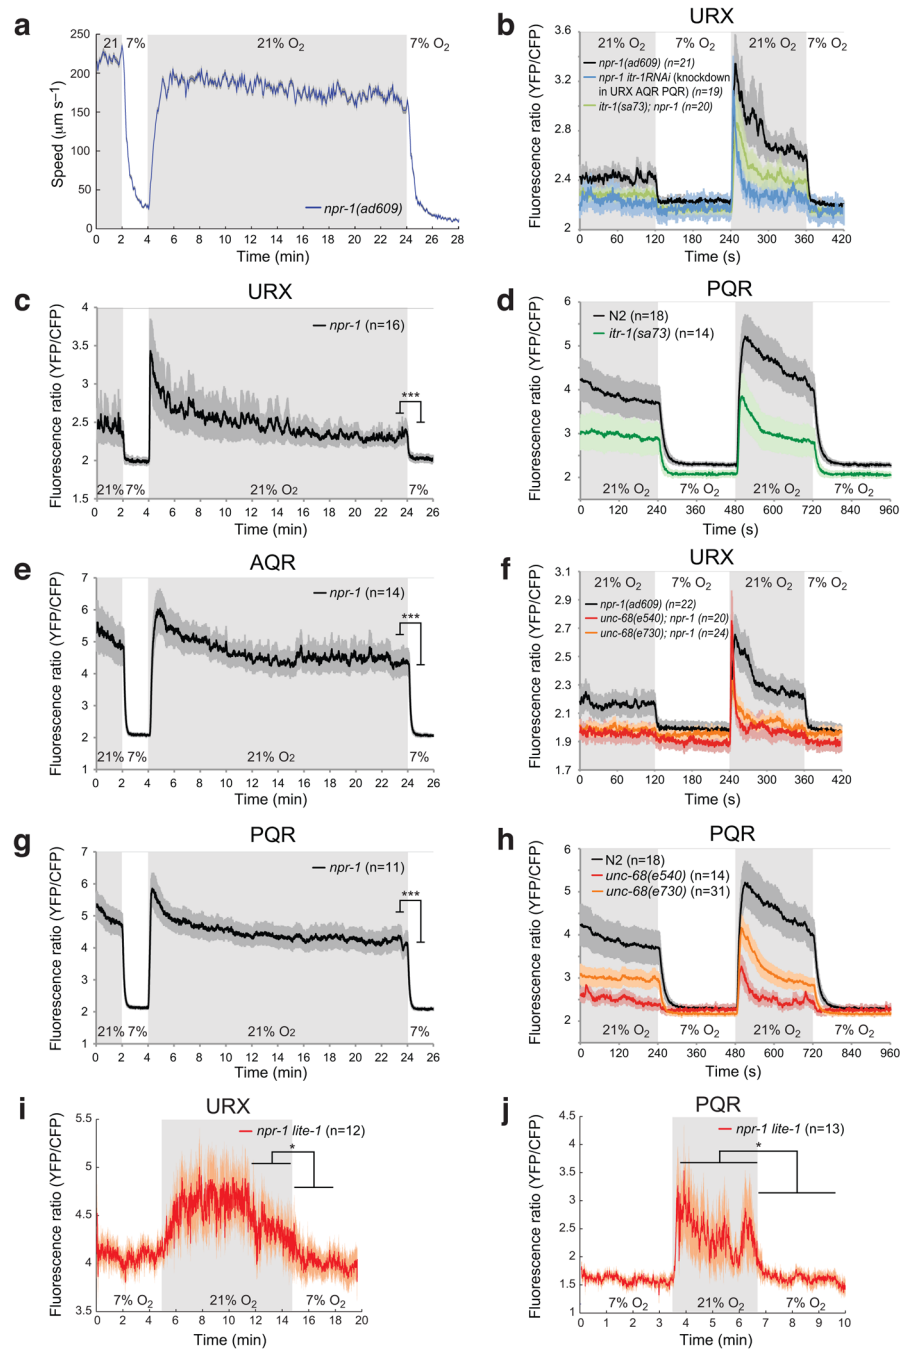 a
250
200
150
100
50
0
Speed (μm s−1)
21
7%
21% O2
7% O2
npr-1(ad609)
0 2 4 6 8 10 12 14 16 18 20 22 24 26 28
Time (min)
b
URX
3.6
3.2
2.8
2.4
2
Fluorescence ratio (YFP/CFP)
21% O2
7% O2
21% O2
7% O2
npr-1(ad609) (n=21)
npr-1 itr-1RNAi (knockdown
in URX AQR PQR) (n=19)
itr-1(sa73); npr-1 (n=20)
0 60 120 180 240 300 360 420
Time (s)
c
URX
4
3.5
3
2.5
2
1.5
Fluorescence ratio (YFP/CFP)
npr-1 (n=16)
***
21%
7%
21% O2
7%
0 2 4 6 8 10 12 14 16 18 20 22 24 26
Time (min)
d
PQR
6
5
4
3
2
Fluorescence ratio (YFP/CFP)
N2 (n=18)
itr-1(sa73) (n=14)
21% O2
7% O2
21% O2
7% O2
0 120 240 360 480 600 720 840 960
Time (s)
e
AQR
7
6
5
4
3
2
1
Fluorescence ratio (YFP/CFP)
npr-1 (n=14)
***
21%
7%
21% O2
7%
0 2 4 6 8 10 12 14 16 18 20 22 24 26
Time (min)
f
URX
3.1
2.9
2.7
2.5
2.3
2.1
1.9
1.7
Fluorescence ratio (YFP/CFP)
21% O2
7% O2
21% O2
7% O2
npr-1(ad609) (n=22)
unc-68(e540); npr-1 (n=20)
unc-68(e730); npr-1 (n=24)
0 60 120 180 240 300 360 420
Time (s)
g
PQR
7
6
5
4
3
2
1
Fluorescence ratio (YFP/CFP)
npr-1 (n=11)
***
21%
7%
21% O2
7%
0 2 4 6 8 10 12 14 16 18 20 22 24 26
Time (min)
h
PQR
6
5
4
3
2
Fluorescence ratio (YFP/CFP)
N2 (n=18)
unc-68(e540) (n=14)
unc-68(e730) (n=31)
21% O2
7% O2
21% O2
7% O2
0 120 240 360 480 600 720 840 960
Time (s)
i
URX
5.5
5
4.5
4
3.5
Fluorescence ratio (YFP/CFP)
npr-1 lite-1 (n=12)
*
7% O2
21% O2
7% O2
0 2 4 6 8 10 12 14 16 18 20
Time (min)
j
PQR
4.5
4
3.5
3
2.5
2
1.5
1
Fluorescence ratio (YFP/CFP)
npr-1 lite-1 (n=13)
*
7% O2
21% O2
7% O2
0 1 2 3 4 5 6 7 8 9 10
Time (min)